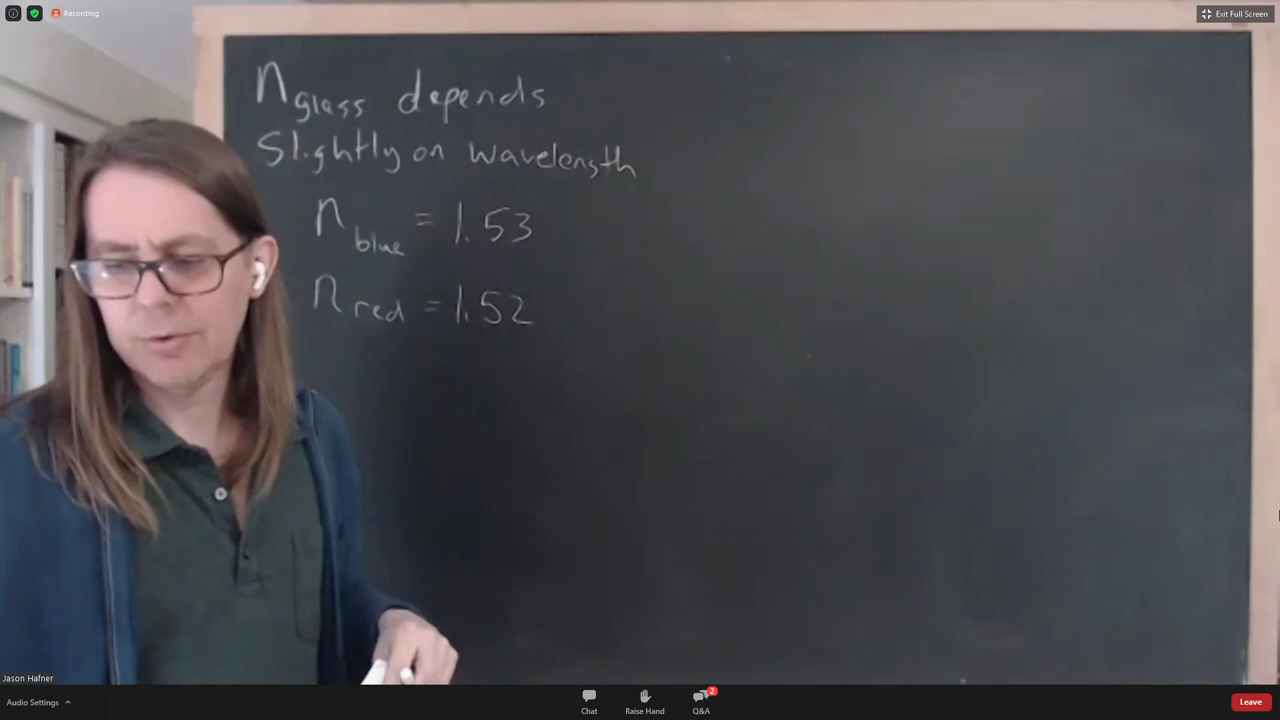 Recording
Exit Full Screen
n glass depends
slightly on wavelength
n blue = 1.53
n red = 1.52
Jason Hafner
Audio Settings
Chat
Raise Hand
2
Q&A
Leave